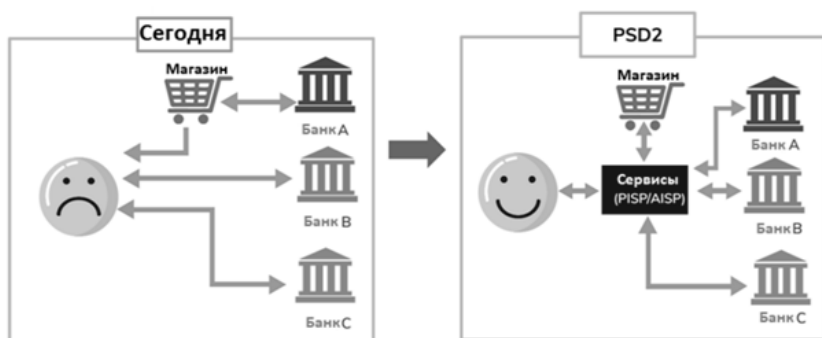 Сегодня
Магазин
Банк А
Банк В
Банк С
PSD2
Магазин
Банк А
Сервисы
(PISP/AISP)
Банк В
Банк С